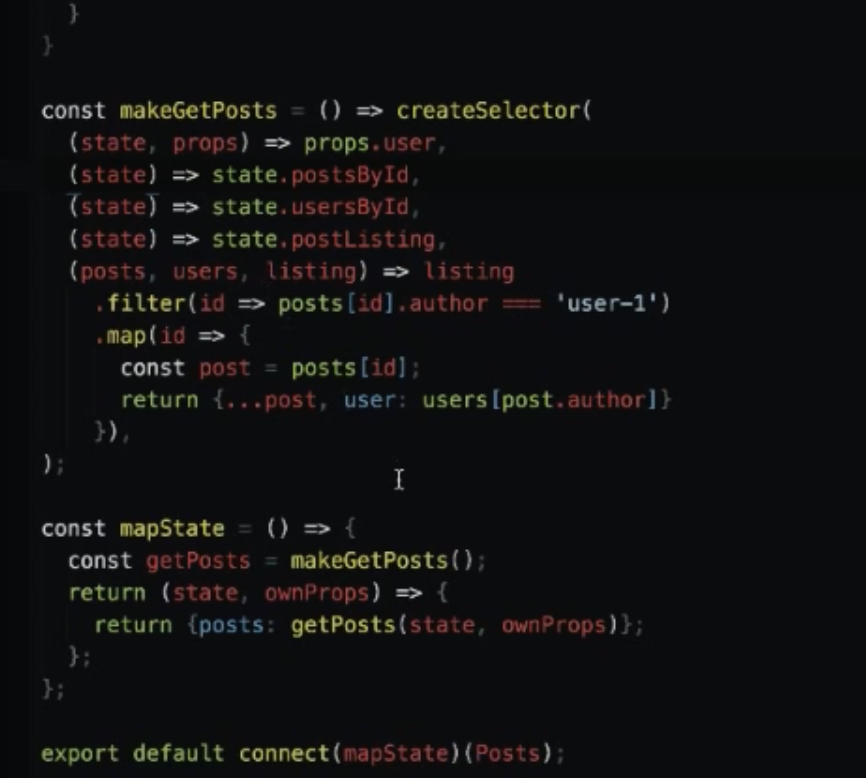 }
}
const makeGetPosts = () => createSelector(
(state, props) => props.user,
(state) => state.postsById,
(state) => state.usersById,
(state) => state.postListing,
(posts, users, listing) => listing
.filter(id => posts[id].author === 'user-1')
.map(id => {
const post = posts[id];
return {...post, user: users[post.author]}
}),
);
const mapState = () => {
const getPosts = makeGetPosts();
return (state, ownProps) => {
return {posts: getPosts(state, ownProps)};
};
};
export default connect(mapState)(Posts);